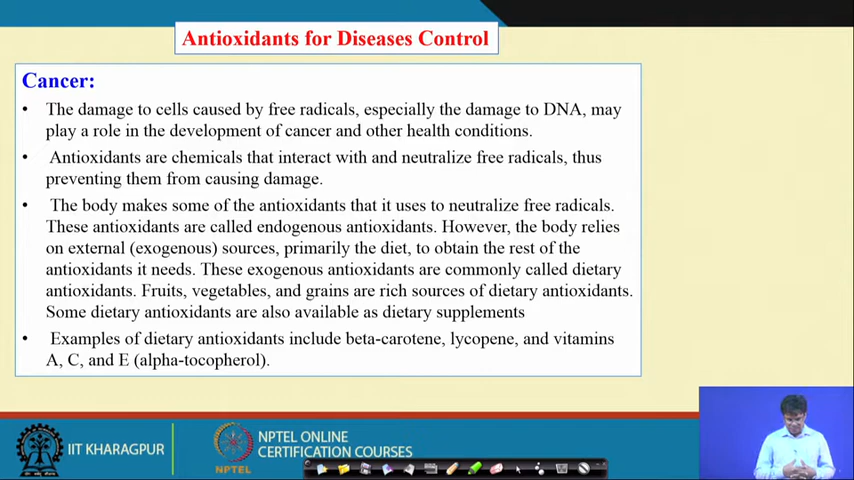 Antioxidants for Diseases Control
Cancer:
• The damage to cells caused by free radicals, especially the damage to DNA, may
play a role in the development of cancer and other health conditions.
• Antioxidants are chemicals that interact with and neutralize free radicals, thus
preventing them from causing damage.
• The body makes some of the antioxidants that it uses to neutralize free radicals.
These antioxidants are called endogenous antioxidants. However, the body relies
on external (exogenous) sources, primarily the diet, to obtain the rest of the
antioxidants it needs. These exogenous antioxidants are commonly called dietary
antioxidants. Fruits, vegetables, and grains are rich sources of dietary antioxidants.
Some dietary antioxidants are also available as dietary supplements
• Examples of dietary antioxidants include beta-carotene, lycopene, and vitamins
A, C, and E (alpha-tocopherol).
IIT KHARAGPUR
NPTEL
NPTEL ONLINE
CERTIFICATION COURSES